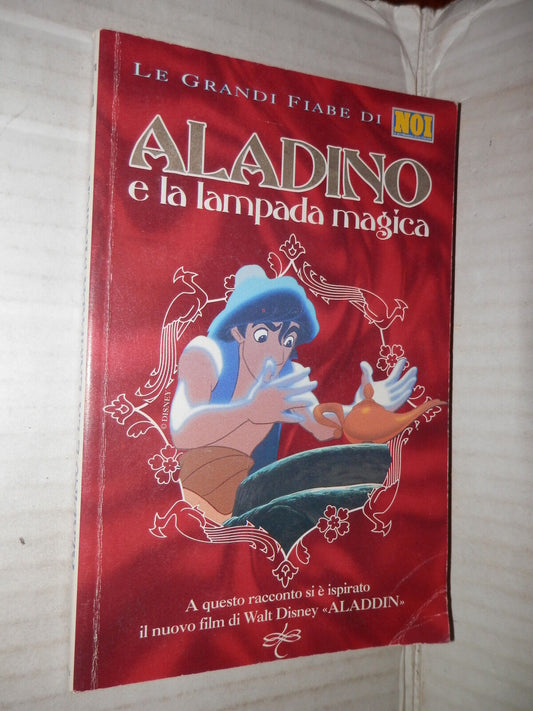 LE GRANDI FIABE DI NOI
ALADINO
e la lampada magica
© DISNEY
A questo racconto si è ispirato
il nuovo film di Walt Disney «ALADDIN»